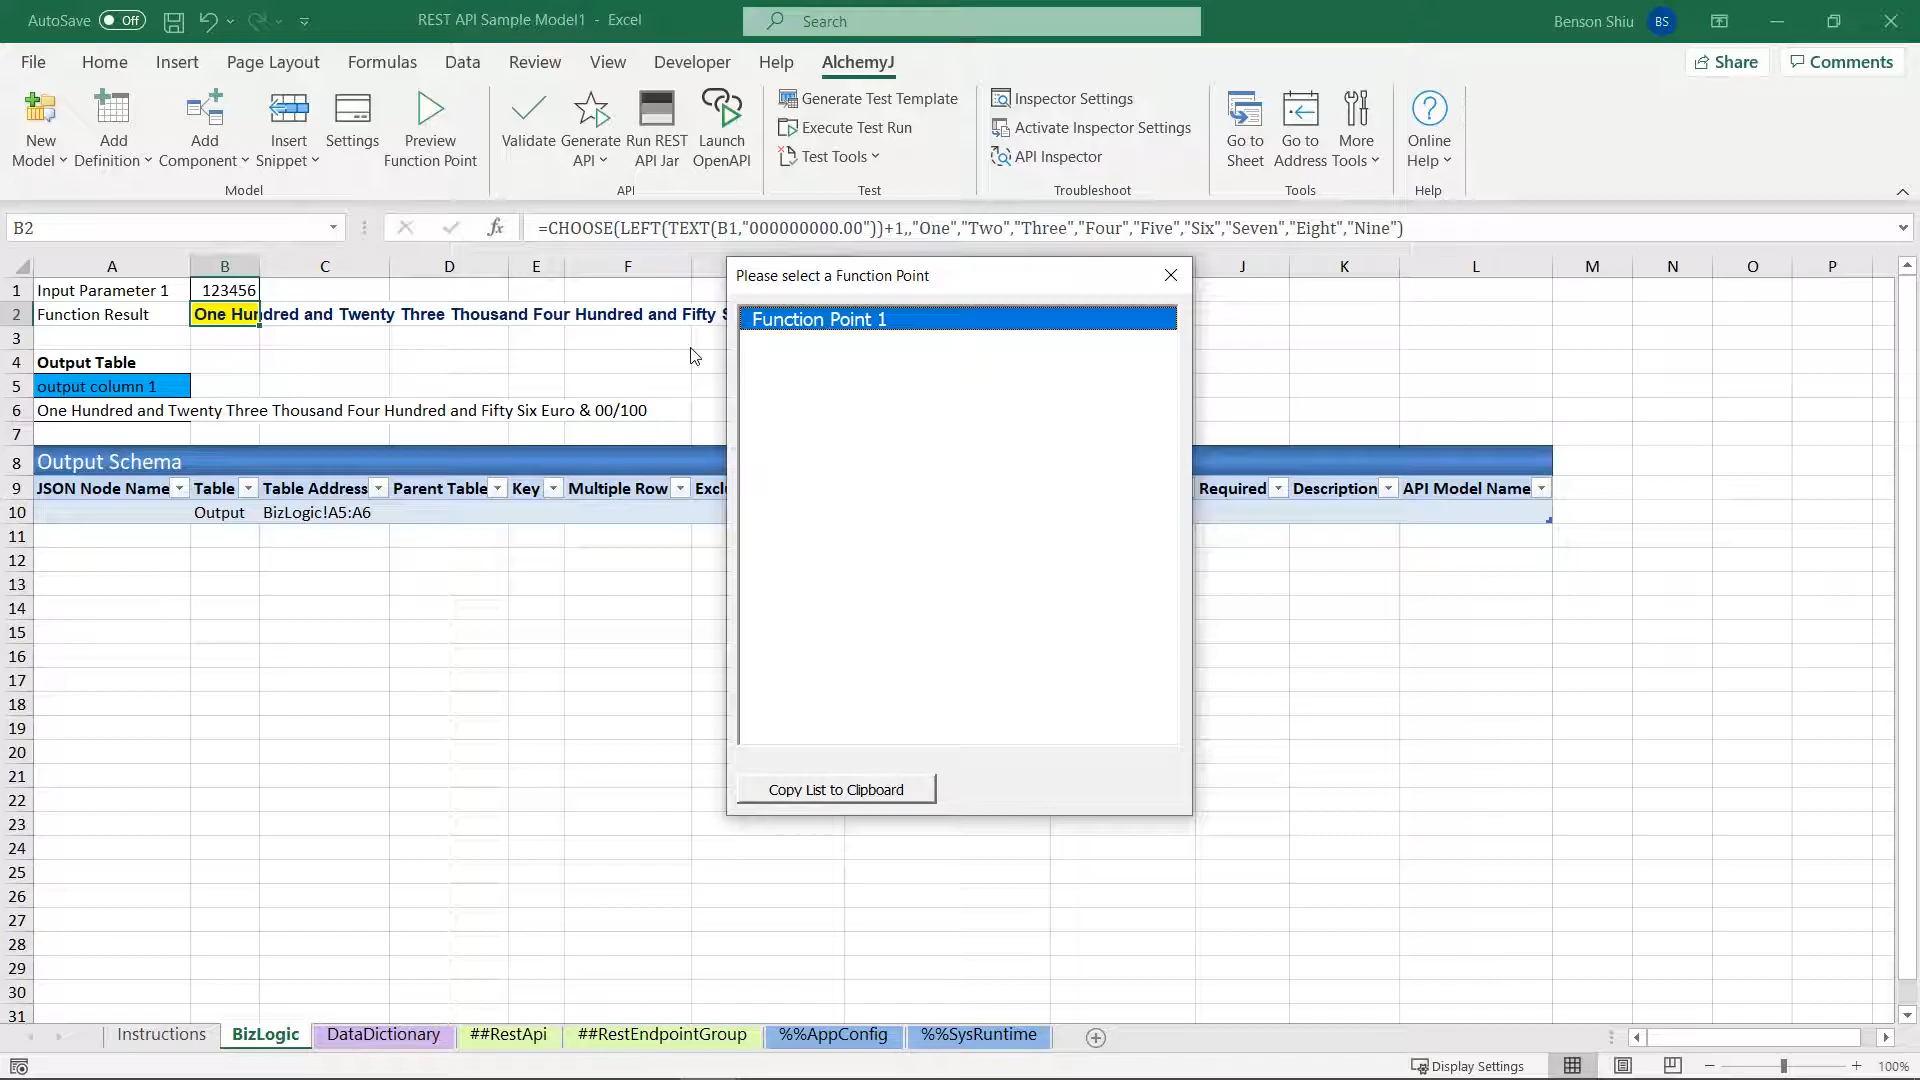 AutoSave Off REST API Sample Model1 - Excel Search Benson Shiu BS
File Home Insert Page Layout Formulas Data Review View Developer Help AlchemyJ Share Comments
New Model Add Definition Add Component Insert Snippet Settings Preview Function Point Validate Generate API Run REST API Jar Launch OpenAPI
Generate Test Template
Execute Test Run
Test Tools
Inspector Settings
Activate Inspector Settings
API Inspector
Go to Sheet Go to Address More Tools Online Help
Model API Test Troubleshoot Tools Help
B2 fx =CHOOSE(LEFT(TEXT(B1,"000000000.00"))+1,,"One","Two","Three","Four","Five","Six","Seven","Eight","Nine")
A B C D E F J K L M N O P
1 Input Parameter 1 123456
2 Function Result One Hundred and Twenty Three Thousand Four Hundred and Fifty
3
4 Output Table
5 output column 1
6 One Hundred and Twenty Three Thousand Four Hundred and Fifty Six Euro & 00/100
7
8 Output Schema
9 JSON Node Name Table Table Address Parent Table Key Multiple Row Exclu Required Description API Model Name
10 Output BizLogic!A5:A6
11
12
13
14
15
16
17
18
19
20
21
22
23
24
25
26
27
28
29
30
31
Please select a Function Point
Function Point 1
Copy List to Clipboard
Instructions BizLogic DataDictionary ##RestApi ##RestEndpointGroup %%AppConfig %%SysRuntime
Display Settings 100%